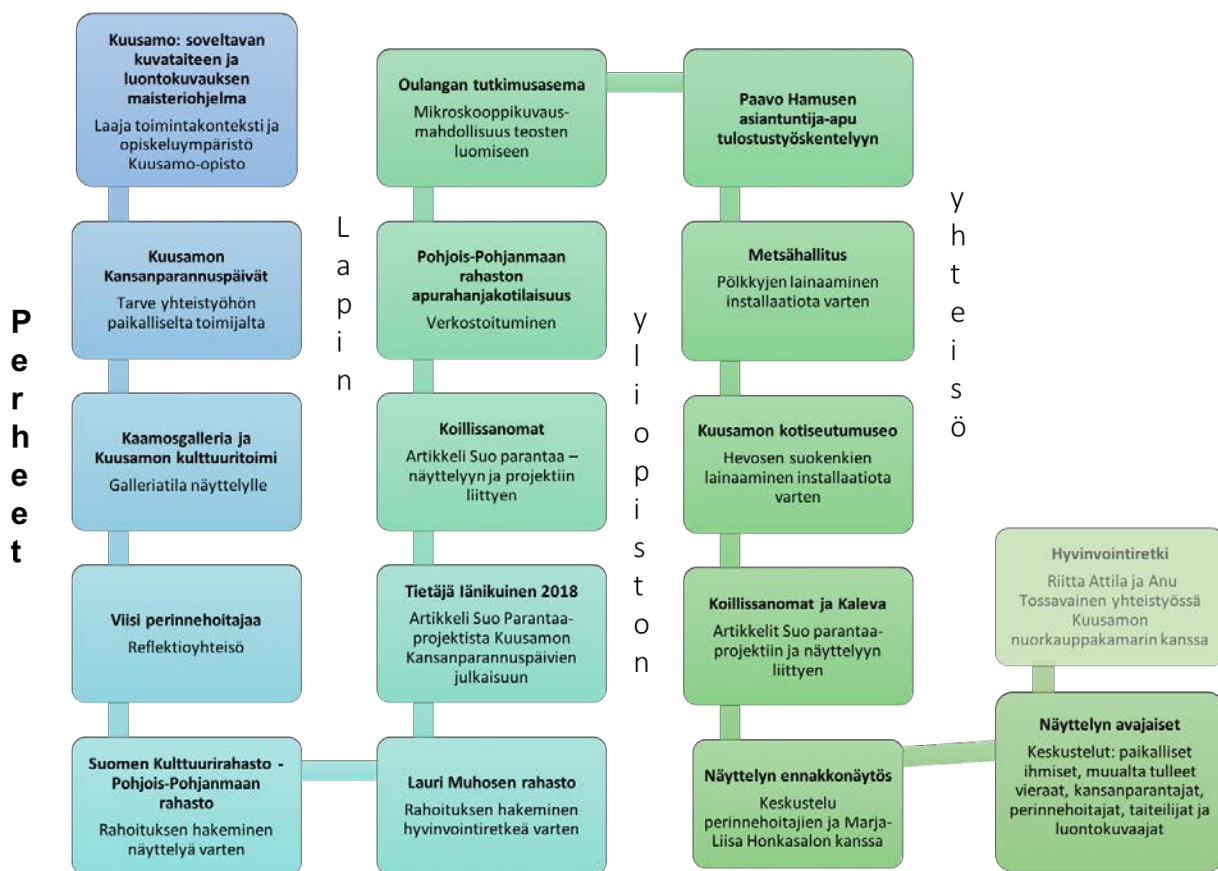 Perheet
Kuusamo: soveltavan
kuvataiteen ja
luontokuvauksen
maisteriohjelma
Laaja toimintakonteksti ja
opiskeluympäristö
Kuusamo-opisto
Kuusamon
Kansanparannuspäivät
Tarve yhteistyöhön
paikalliselta toimijalta
Kaamosgalleria ja
Kuusamon kulttuuritoimi
Galleriatila näyttelylle
Viisi perinnehoitajaa
Reflektioyhteisö
Suomen Kulttuurirahasto -
Pohjois-Pohjanmaan
rahasto
Rahoituksen hakeminen
näyttelyä varten
Lapin
Lauri Muhosen rahasto
Rahoituksen hakeminen
hyvinvointiretkeä varten
Tietäjä Iänikuinen 2018
Artikkeli Suo Parantaa-
projektista Kuusamon
Kansanparannuspäivien
julkaisuun
Koillissanomat
Artikkeli Suo parantaa –
näyttelyyn ja projektiin
liittyen
Pohjois-Pohjanmaan
rahaston
apurahanjakotilaisuus
Verkostoituminen
Oulangan tutkimusasema
Mikroskooppikuvaus-
mahdollisuus teosten
luomiseen
yliopiston
Paavo Hamusen
asiantuntija-apu
tulostustyöskentelyyn
Metsähallitus
Pölkkyjen lainaaminen
installaatiota varten
Kuusamon kotiseutumuseo
Hevosen suokenkien
lainaaminen installaatiota
varten
Koillissanomat ja Kaleva
Artikkelit Suo parantaa-
projektiin ja näyttelyyn
liittyen
Näyttelyn ennakkonäytös
Keskustelu
perinnehoitajien ja Marja-
Liisa Honkasalon kanssa
yhteisö
Näyttelyn avajaiset
Keskustelut: paikalliset
ihmiset, muualta tulleet
vieraat, kansanparantajat,
perinnehoitajat, taiteilijat ja
luontokuvaajat
Hyvinvointiretki
Riitta Attila ja Anu
Tossavainen yhteistyössä
Kuusamon
nuorkauppakamarin kanssa